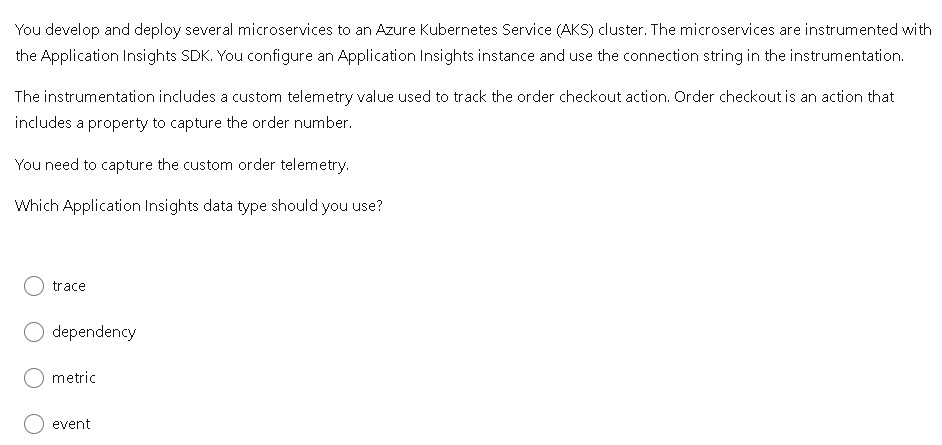 You develop and deploy several microservices to an Azure Kubernetes Service (AKS) cluster. The microservices are instrumented with
the Application Insights SDK. You configure an Application Insights instance and use the connection string in the instrumentation.
The instrumentation includes a custom telemetry value used to track the order checkout action. Order checkout is an action that
includes a property to capture the order number.
You need to capture the custom order telemetry.
Which Application Insights data type should you use?
trace
dependency
metric
event